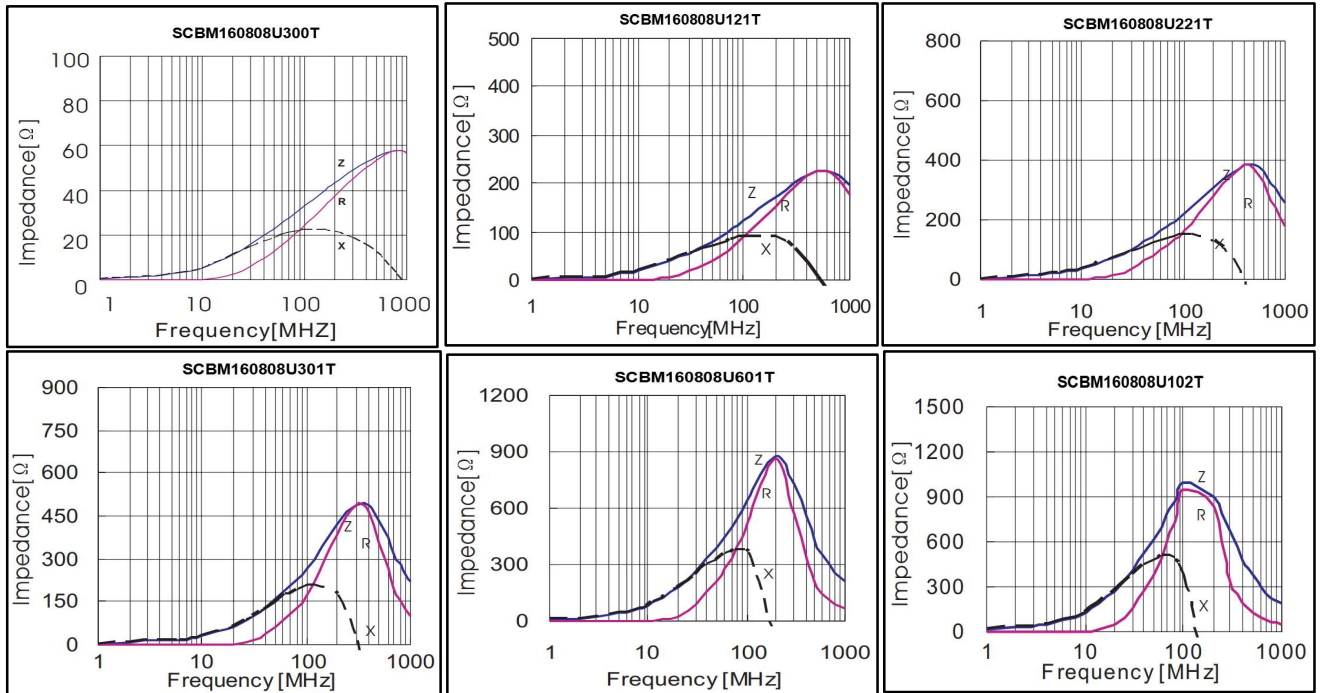 SCBM160808U300T
100
80
60
40
20
0
Impedance[Ω]
Z
R
X
1 10 100 1000
Frequency[MHZ]
SCBM160808U121T
500
400
300
200
100
0
Impedance[Ω]
Z
R
X
1 10 100 1000
Frequency[MHz]
SCBM160808U221T
800
600
400
200
0
Impedance[Ω]
Z
R
X
1 10 100 1000
Frequency [MHz]
SCBM160808U301T
900
750
600
450
300
150
0
Impedance[Ω]
Z
R
X
1 10 100 1000
Frequency [MHz]
SCBM160808U601T
1200
900
600
300
0
Impedance[Ω]
Z
R
X
1 10 100 1000
Frequency [MHz]
SCBM160808U102T
1500
1200
900
600
300
0
Impedance[Ω]
Z
R
X
1 10 100 1000
Frequency [MHz]